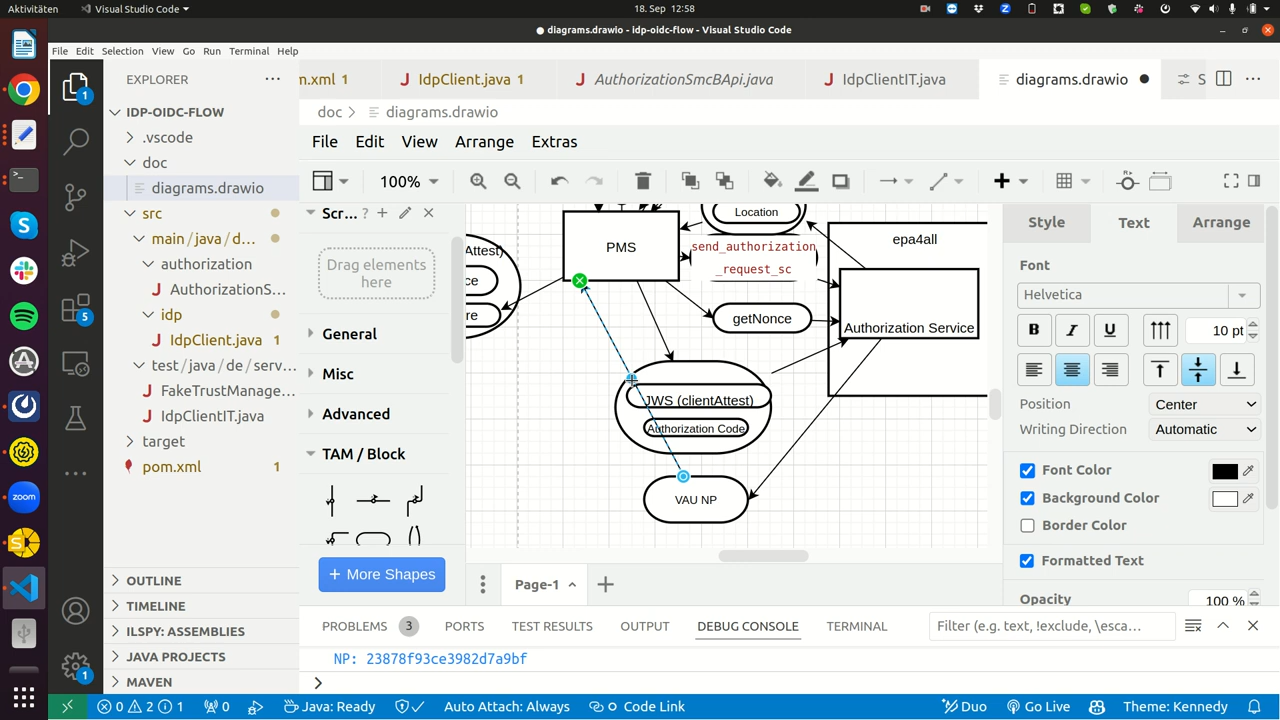 Aktivitäten
Visual Studio Code
18. Sep 12:58
diagrams.drawio - idp-oidc-flow - Visual Studio Code
File Edit Selection View Go Run Terminal Help
EXPLORER
n.xml 1
IdpClient.java 1
AuthorizationSmcBApi.java
IdpClientIT.java
diagrams.drawio
S
IDP-OIDC-FLOW
.vscode
doc
diagrams.drawio
src
main/java/d...
authorization
AuthorizationS...
idp
IdpClient.java 1
test/java/de/serv...
FakeTrustManage...
IdpClientIT.java
target
pom.xml 1
OUTLINE
TIMELINE
ILSPY: ASSEMBLIES
JAVA PROJECTS
MAVEN
1
5
1
doc > diagrams.drawio
File Edit View Arrange Extras
100%
Scr... ?
Drag elements
here
General
Misc
Advanced
TAM / Block
+ More Shapes
Attest)
ce
re
PMS
Location
send_authorization
_request_sc
getNonce
epa4all
Authorization Service
JWS (clientAttest)
Authorization Code
VAU NP
Page-1
Style Text Arrange
Font
Helvetica
B I U 10 pt
Position Center
Writing Direction Automatic
Font Color
Background Color
Border Color
Formatted Text
Opacity 100 %
PROBLEMS 3 PORTS TEST RESULTS OUTPUT DEBUG CONSOLE TERMINAL
Filter (e.g. text, !exclude, \esca...
NP: 23878f93ce3982d7a9bf
>
0 2 1 0 Java: Ready Auto Attach: Always 0 Code Link Duo Go Live Theme: Kennedy
zoom